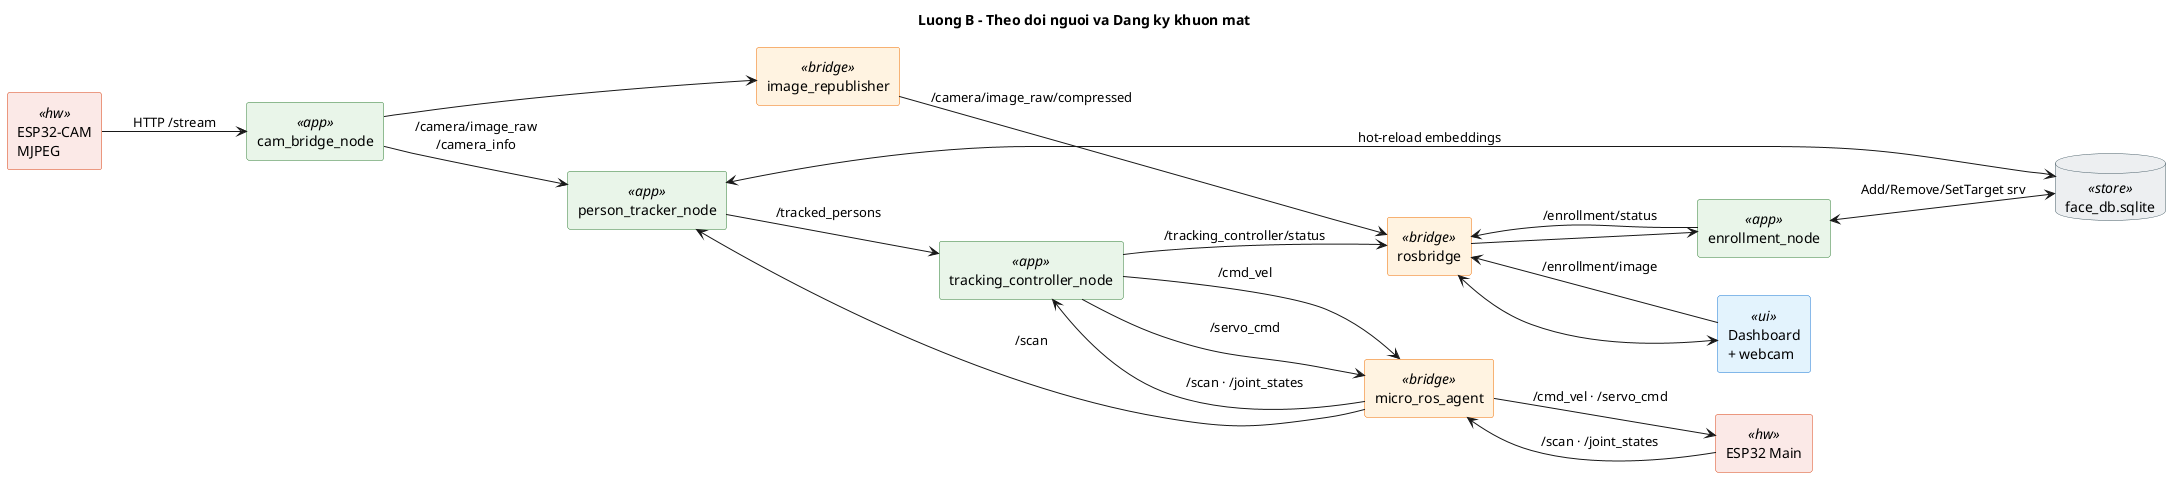 Luong B - Theo doi nguoi va Dang ky khuon mat
«hw»
ESP32-CAM
MJPEG
HTTP /stream
«app»
cam_bridge_node
/camera/image_raw
/camera_info
«bridge»
image_republisher
/camera/image_raw/compressed
«app»
person_tracker_node
/tracked_persons
hot-reload embeddings
«app»
tracking_controller_node
/tracking_controller/status
/cmd_vel
/servo_cmd
/scan
/scan · /joint_states
«bridge»
rosbridge
«bridge»
micro_ros_agent
/enrollment/status
/enrollment/image
/cmd_vel · /servo_cmd
/scan · /joint_states
«app»
enrollment_node
«ui»
Dashboard
+ webcam
«hw»
ESP32 Main
Add/Remove/SetTarget srv
«store»
face_db.sqlite